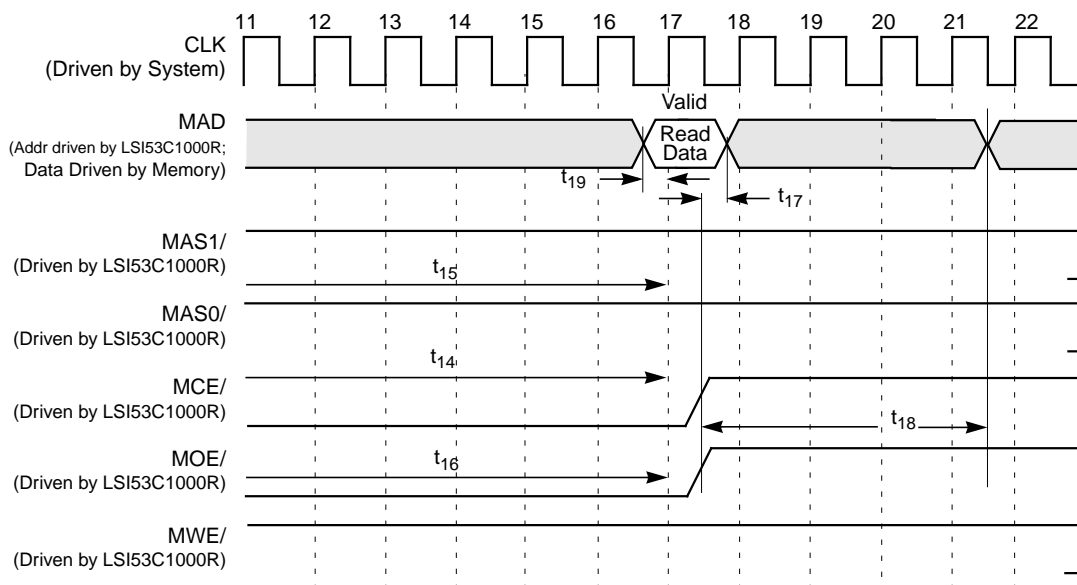 11 12 13 14 15 16 17 18 19 20 21 22
CLK
(Driven by System)
Valid
MAD
(Addr driven by LSI53C1000R;
Data Driven by Memory)
Read
Data
t19
t17
MAS1/
(Driven by LSI53C1000R)
t15
MAS0/
(Driven by LSI53C1000R)
t14
MCE/
(Driven by LSI53C1000R)
t18
MOE/
(Driven by LSI53C1000R)
t16
MWE/
(Driven by LSI53C1000R)